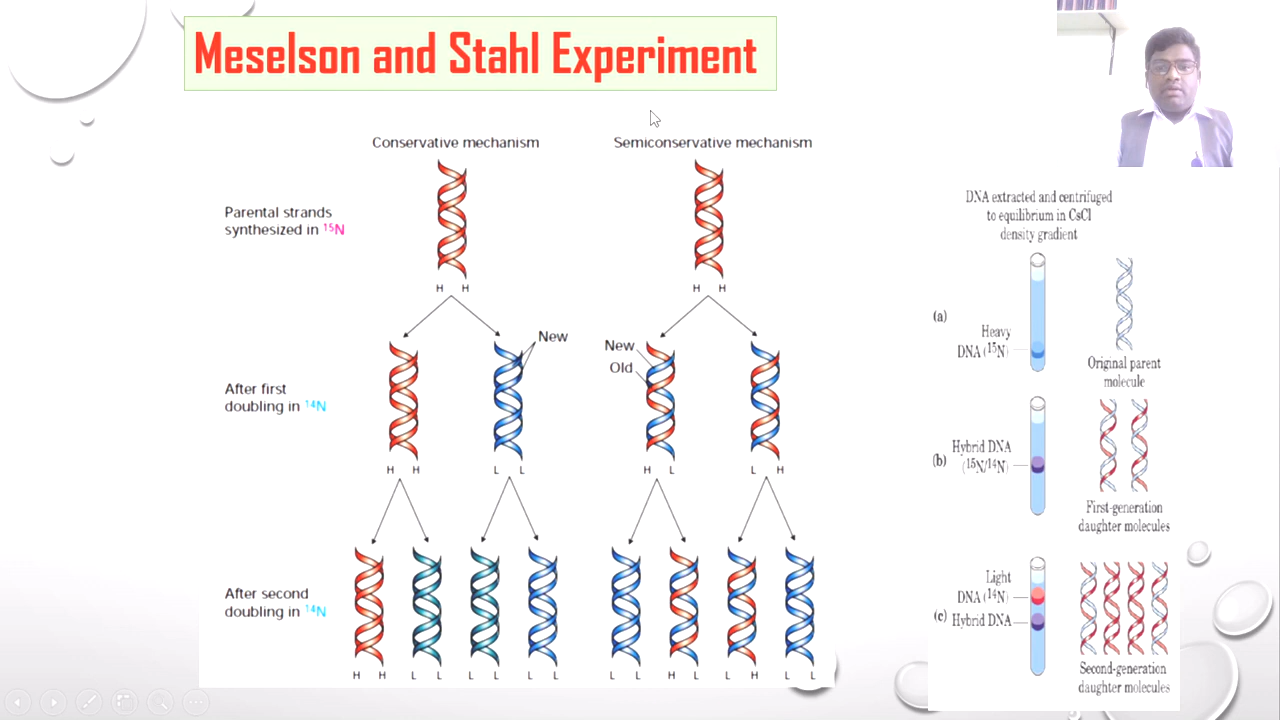 Meselson and Stahl Experiment
Conservative mechanism
Semiconservative mechanism
Parental strands
synthesized in ¹⁵N
H H
H H
New
New
Old
After first
doubling in ¹⁴N
H H
L L
H L
L H
After second
doubling in ¹⁴N
H H
L L
L L
L L
L L
H L
L H
L L
DNA extracted and centrifuged
to equilibrium in CsCl
density gradient
(a)
Heavy
DNA (¹⁵N)
Original parent
molecule
(b)
Hybrid DNA
(¹⁵N/¹⁴N)
First-generation
daughter molecules
(c)
Light
DNA (¹⁴N)
Hybrid DNA
Second-generation
daughter molecules